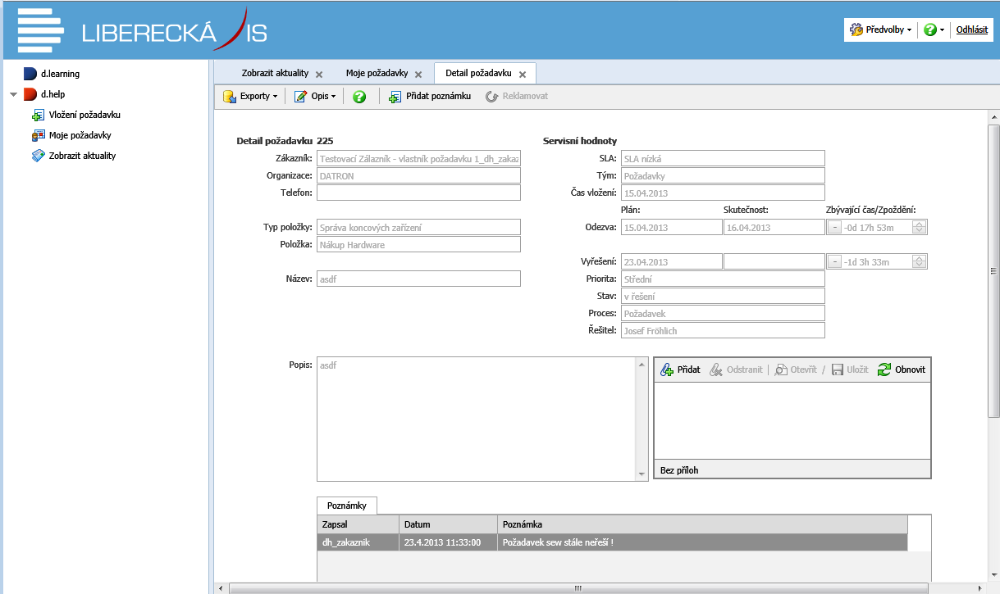 LIBERECKÁ IS
Předvolby
Odhlásit
d.learning
d.help
Vložení požadavku
Moje požadavky
Zobrazit aktuality
Zobrazit aktuality Moje požadavky Detail požadavku
Exporty Opis Přidat poznámku Reklamovat
Detail požadavku 225
Zákazník: Testovací Zálazník - vlastník požadavku 1_dh_zakaz
Organizace: DATRON
Telefon:
Typ položky: Správa koncových zařízení
Položka: Nákup Hardware
Název: asdf
Servisní hodnoty
SLA: SLA nízká
Tým: Požadavky
Čas vložení: 15.04.2013
Plán: Skutečnost: Zbývající čas/Zpoždění:
Odezva: 15.04.2013 16.04.2013 - -0d 17h 53m
Vyřešení: 23.04.2013 - -1d 3h 33m
Priorita: Střední
Stav: v řešení
Proces: Požadavek
Řešitel: Josef Fröhlich
Popis: asdf
Přidat Odstranit | Otevřít / Uložit Obnovit
Bez příloh
Poznámky
Zapsal Datum Poznámka
dh_zakaznik 23.4.2013 11:33:00 Požadavek sew stále neřeší !